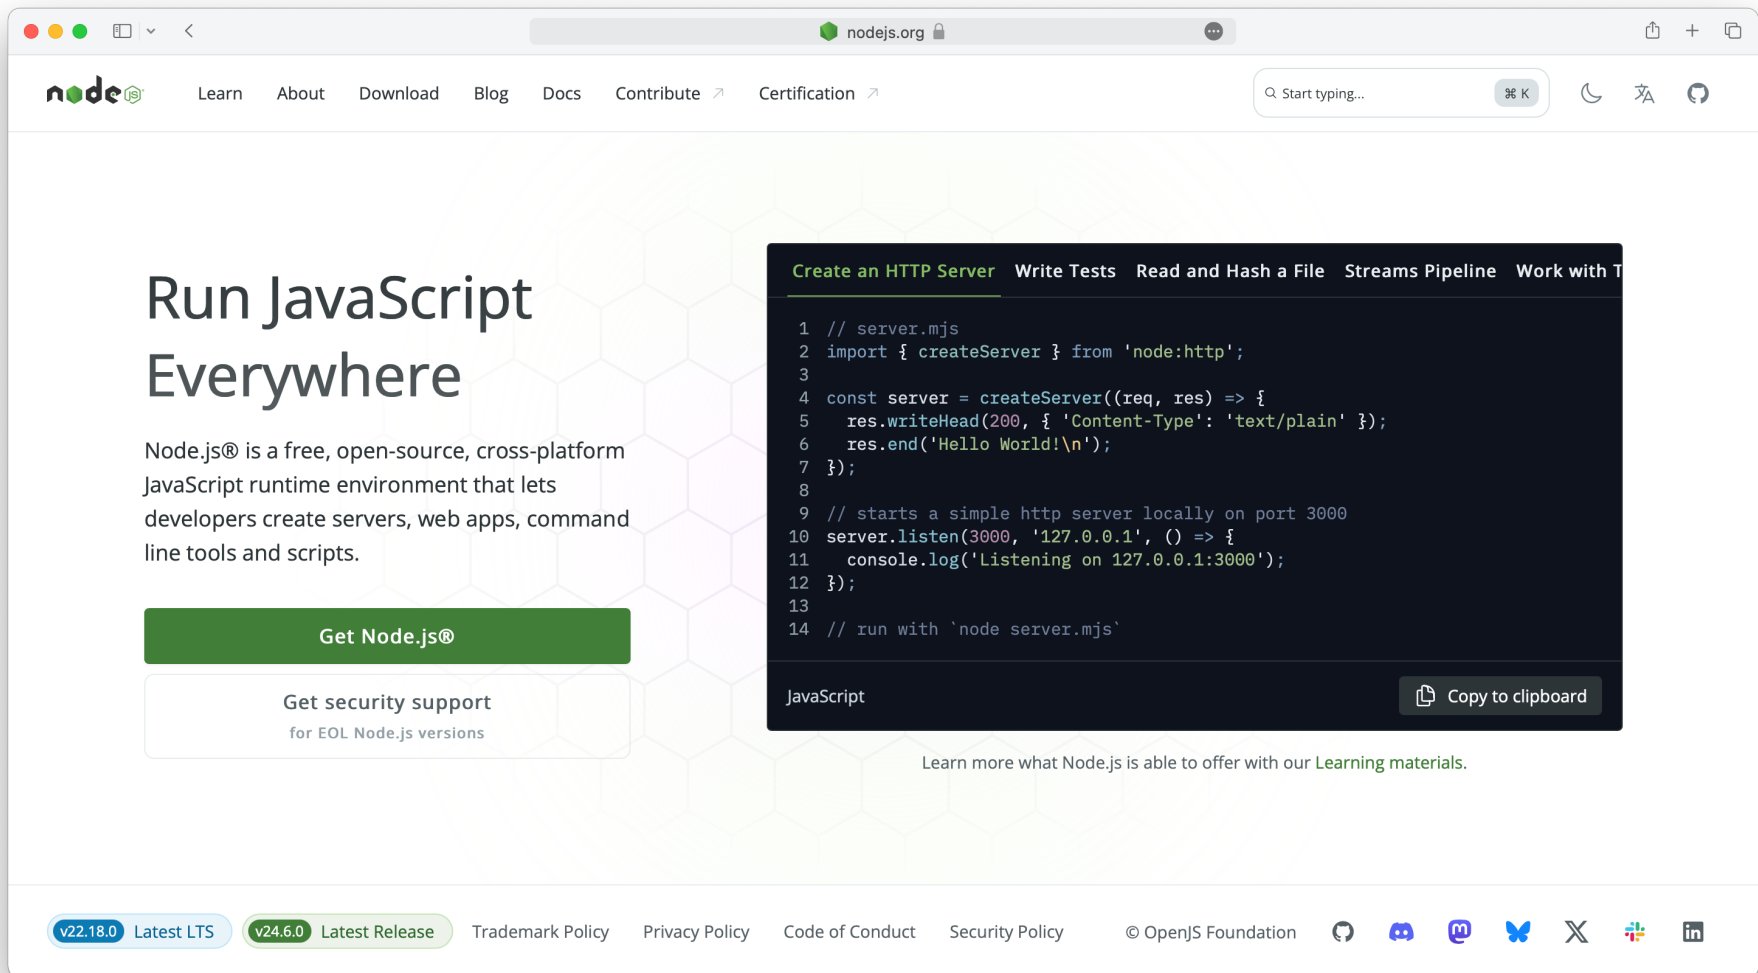 nodejs.org
node JS
Learn
About
Download
Blog
Docs
Contribute
Certification
Start typing...
⌘ K
Run JavaScript
Everywhere
Node.js® is a free, open-source, cross-platform
JavaScript runtime environment that lets
developers create servers, web apps, command
line tools and scripts.
Get Node.js®
Get security support
for EOL Node.js versions
Create an HTTP Server
Write Tests
Read and Hash a File
Streams Pipeline
Work with T
1 // server.mjs
2 import { createServer } from 'node:http';
3
4 const server = createServer((req, res) => {
5   res.writeHead(200, { 'Content-Type': 'text/plain' });
6   res.end('Hello World!\n');
7 });
8
9 // starts a simple http server locally on port 3000
10 server.listen(3000, '127.0.0.1', () => {
11   console.log('Listening on 127.0.0.1:3000');
12 });
13
14 // run with `node server.mjs`
JavaScript
Copy to clipboard
Learn more what Node.js is able to offer with our Learning materials.
v22.18.0 Latest LTS
v24.6.0 Latest Release
Trademark Policy
Privacy Policy
Code of Conduct
Security Policy
© OpenJS Foundation